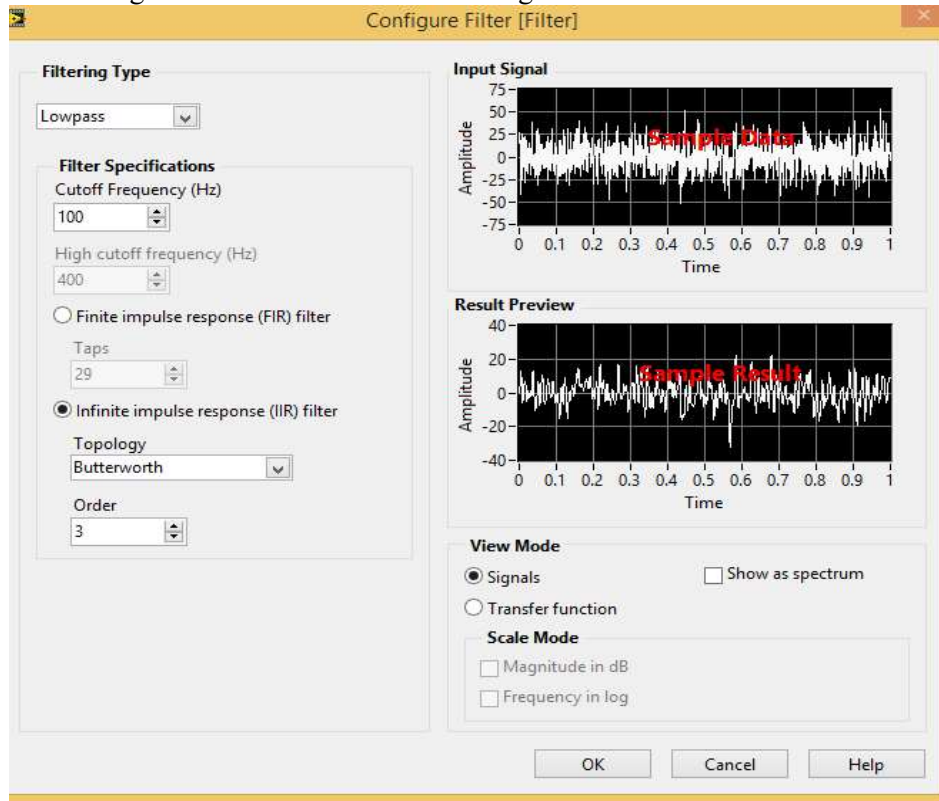 Configure Filter [Filter]
Filtering Type
Lowpass
Filter Specifications
Cutoff Frequency (Hz)
100
High cutoff frequency (Hz)
400
Finite impulse response (FIR) filter
Taps
29
Infinite impulse response (IIR) filter
Topology
Butterworth
Order
3
Input Signal
75
50
25
0
-25
-50
-75
Amplitude
Sample Data
0 0.1 0.2 0.3 0.4 0.5 0.6 0.7 0.8 0.9 1
Time
Result Preview
40
20
0
-20
-40
Amplitude
Sample Result
0 0.1 0.2 0.3 0.4 0.5 0.6 0.7 0.8 0.9 1
Time
View Mode
Signals Show as spectrum
Transfer function
Scale Mode
Magnitude in dB
Frequency in log
OK Cancel Help